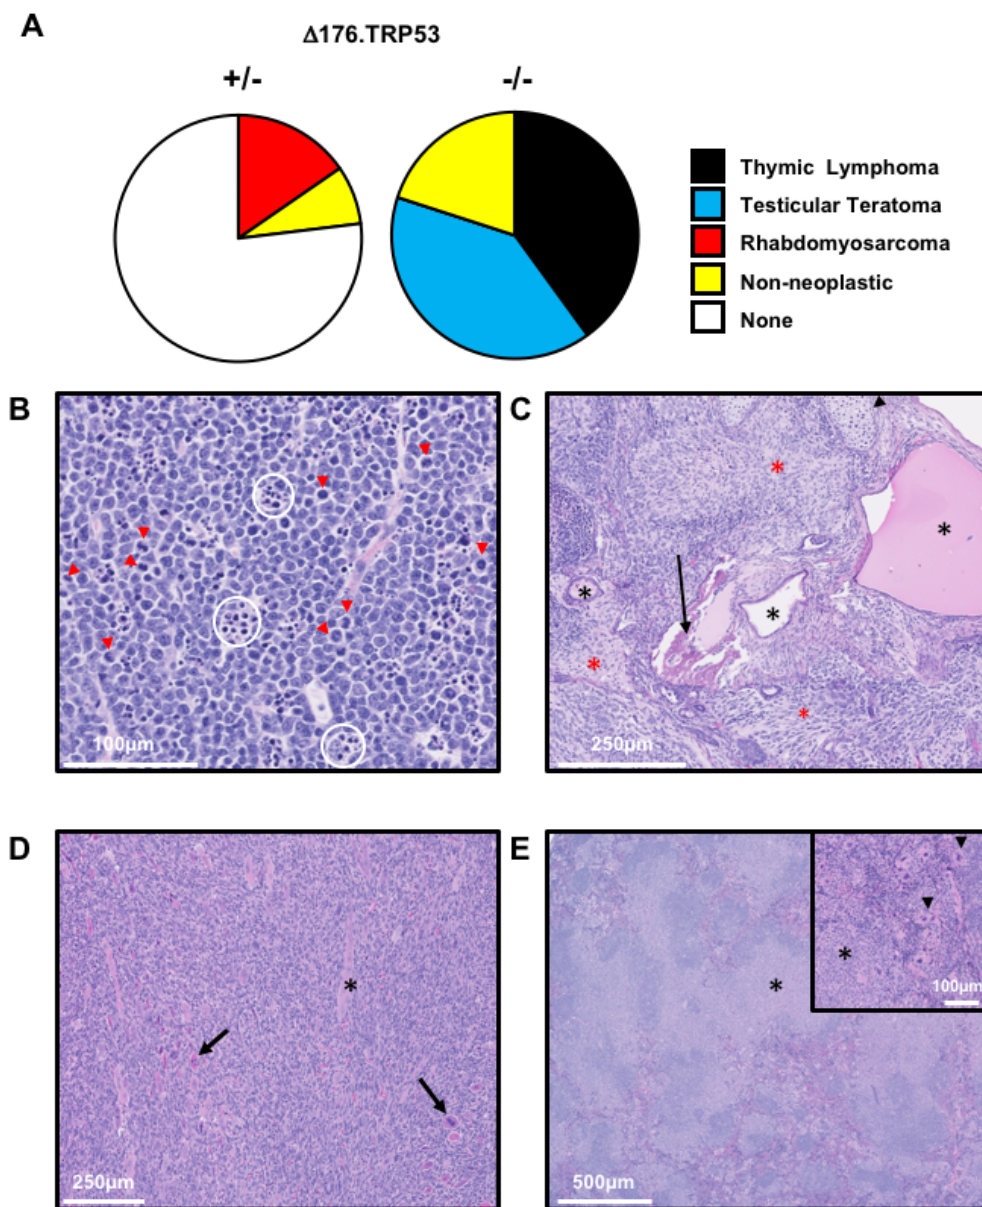 A
Δ176.TRP53
+/-
-/-
Thymic Lymphoma
Testicular Teratoma
Rhabdomyosarcoma
Non-neoplastic
None
B
100µm
C
*
*
*
*
*
*
250µm
D
*
250µm
E
*
500µm
*
100µm